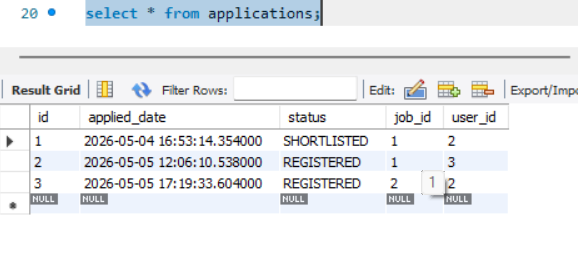 20 select * from applications;
Result Grid Filter Rows: Edit: Export/Impo
id applied_date status job_id user_id
1 2026-05-04 16:53:14.354000 SHORTLISTED 1 2
2 2026-05-05 12:06:10.538000 REGISTERED 1 3
3 2026-05-05 17:19:33.604000 REGISTERED 2 1 2
NULL NULL NULL NULL NULL